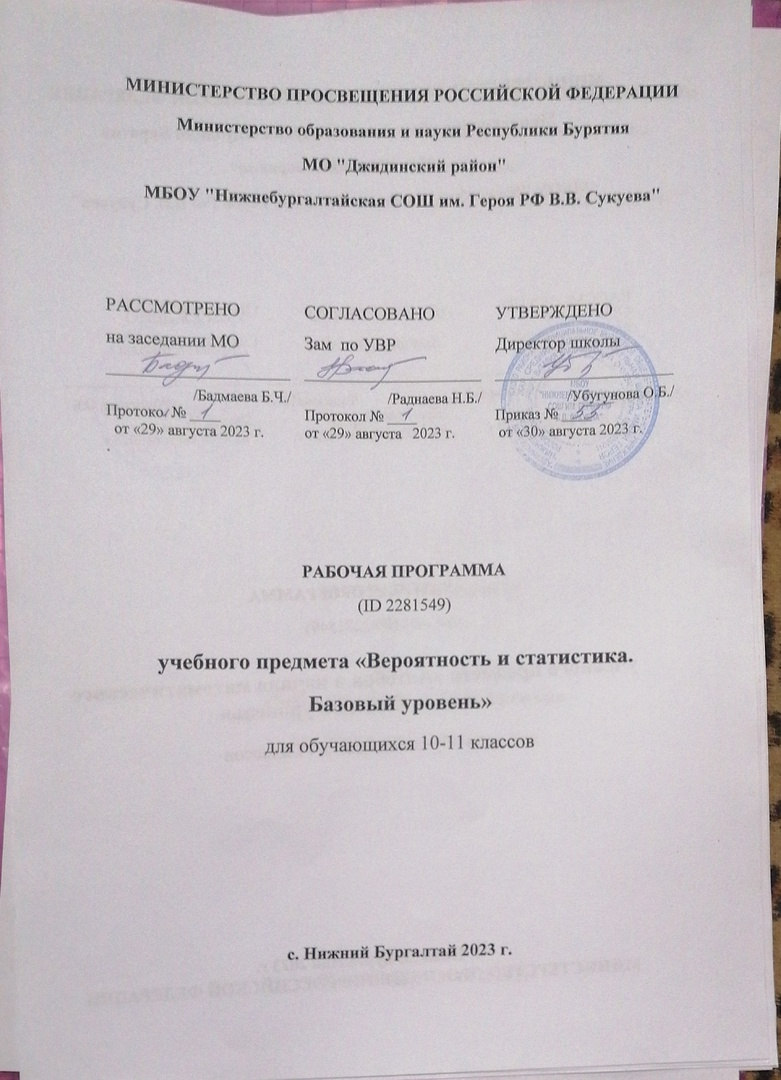 МИНИСТЕРСТВО ПРОСВЕЩЕНИЯ РОССИЙСКОЙ ФЕДЕРАЦИИ
Министерство образования и науки Республики Бурятия
МО "Джидинский район"
МБОУ "Нижнебургалтайская СОШ им. Героя РФ В.В. Сукуева"
РАССМОТРЕНО
на заседании МО
/Бадмаева Б.Ч./
Протокол № 1
от «29» августа 2023 г.
СОГЛАСОВАНО
Зам по УВР
/Раднаева Н.Б./
Протокол № 1
от «29» августа 2023 г.
УТВЕРЖДЕНО
Директор школы
/Убугунова О.Б./
Приказ № 55
от «30» августа 2023 г.
РАБОЧАЯ ПРОГРАММА
(ID 2281549)
учебного предмета «Вероятность и статистика.
Базовый уровень»
для обучающихся 10-11 классов
с. Нижний Бургалтай 2023 г.